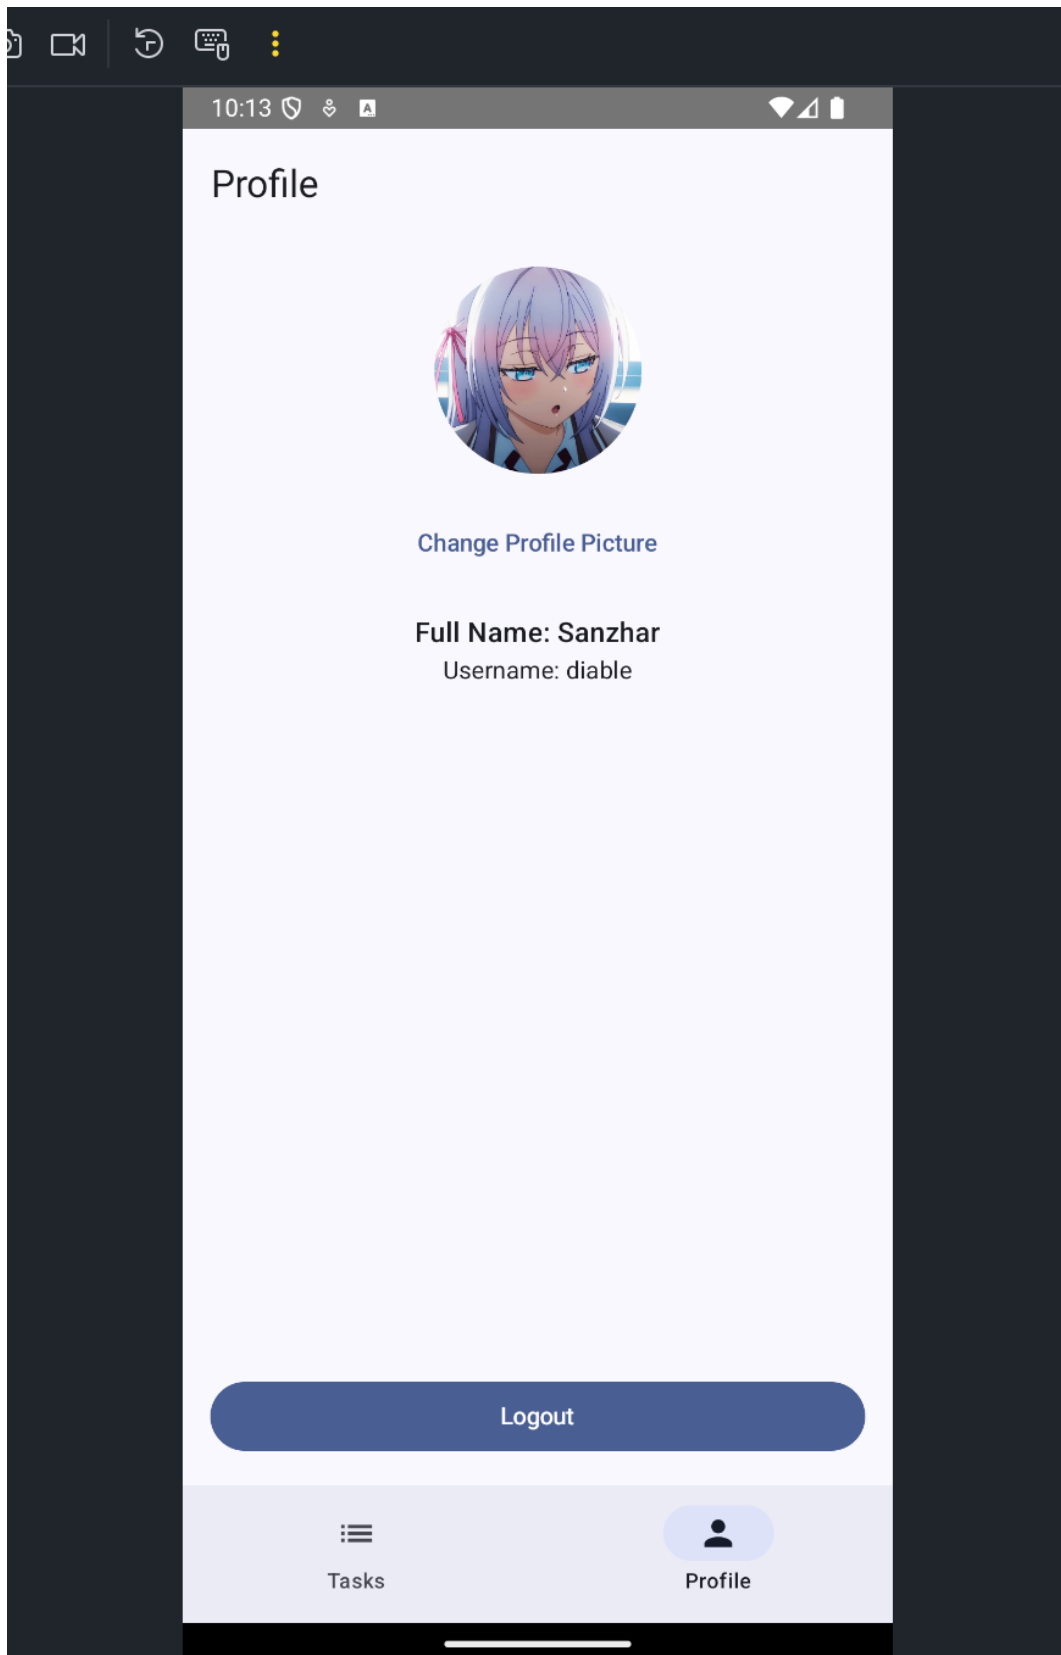 10:13
Profile
Change Profile Picture
Full Name: Sanzhar
Username: diable
Logout
Tasks
Profile